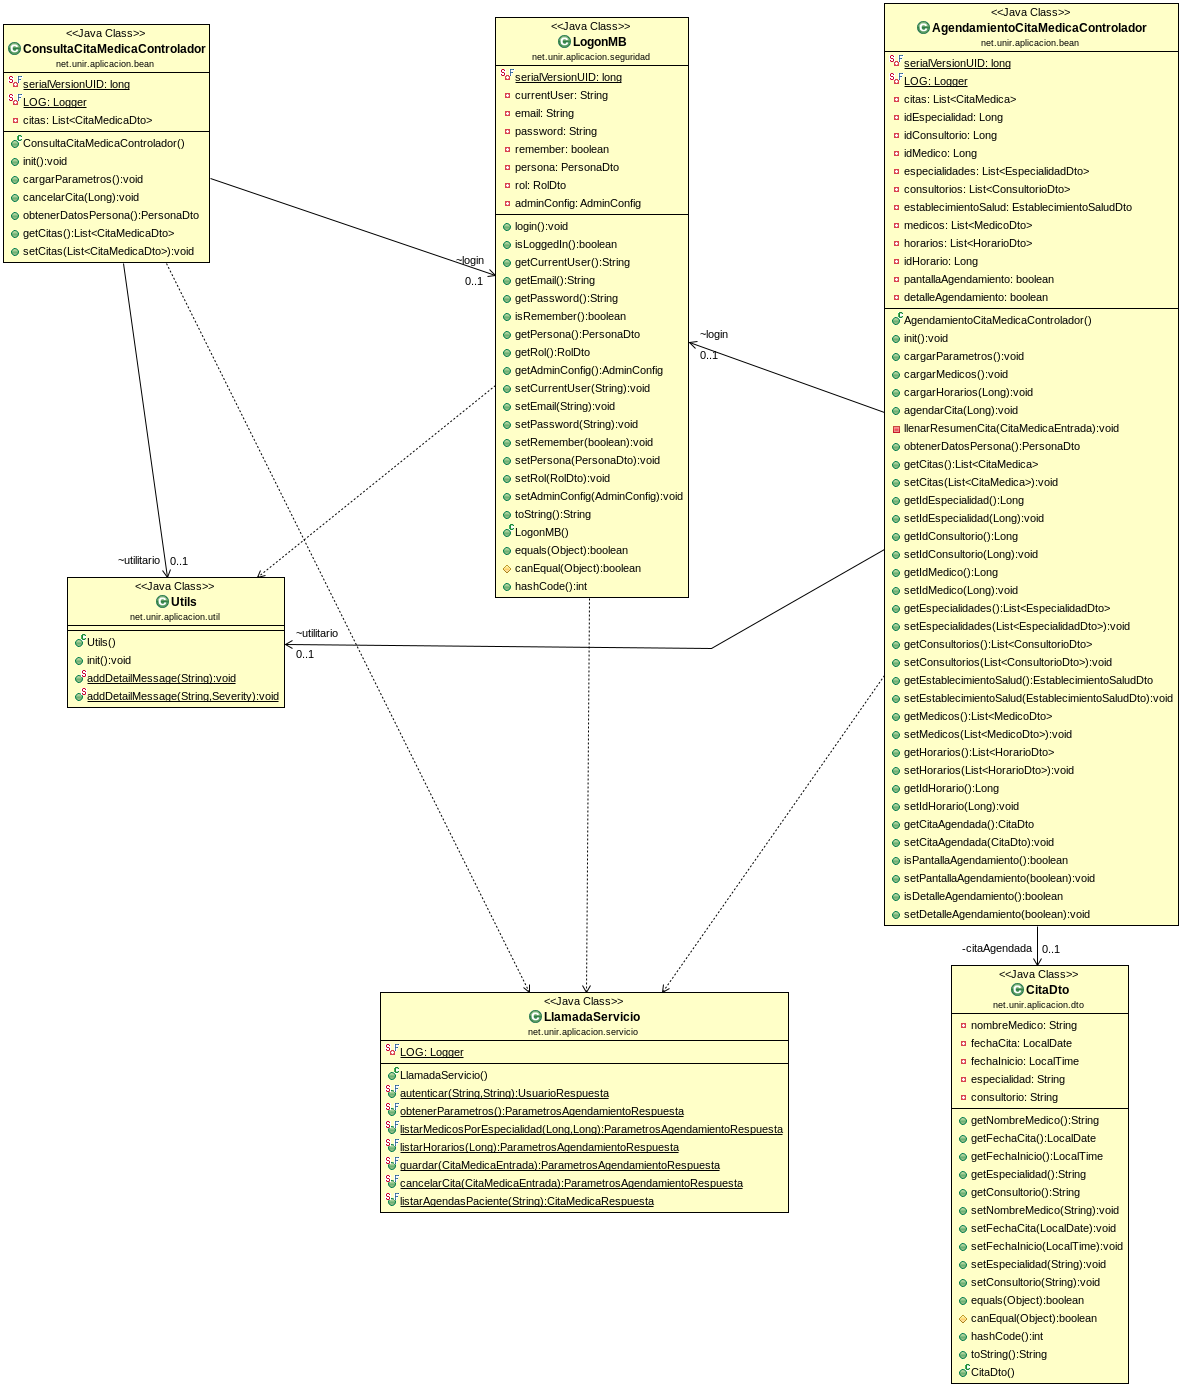 <<Java Class>>
ConsultaCitaMedicaControlador
net.unir.aplicacion.bean
serialVersionUID: long
LOG: Logger
citas: List<CitaMedicaDto>
ConsultaCitaMedicaControlador()
init():void
cargarParametros():void
cancelarCita(Long):void
obtenerDatosPersona():PersonaDto
getCitas():List<CitaMedicaDto>
setCitas(List<CitaMedicaDto>):void
<<Java Class>>
LogonMB
net.unir.aplicacion.seguridad
serialVersionUID: long
currentUser: String
email: String
password: String
remember: boolean
persona: PersonaDto
rol: RolDto
adminConfig: AdminConfig
login():void
isLoggedIn():boolean
getCurrentUser():String
getEmail():String
getPassword():String
isRemember():boolean
getPersona():PersonaDto
getRol():RolDto
getAdminConfig():AdminConfig
setCurrentUser(String):void
setEmail(String):void
setPassword(String):void
setRemember(boolean):void
setPersona(PersonaDto):void
setRol(RolDto):void
setAdminConfig(AdminConfig):void
toString():String
LogonMB()
equals(Object):boolean
canEqual(Object):boolean
hashCode():int
<<Java Class>>
AgendamientoCitaMedicaControlador
net.unir.aplicacion.bean
serialVersionUID: long
LOG: Logger
citas: List<CitaMedica>
idEspecialidad: Long
idConsultorio: Long
idMedico: Long
especialidades: List<EspecialidadDto>
consultorios: List<ConsultorioDto>
establecimientoSalud: EstablecimientoSaludDto
medicos: List<MedicoDto>
horarios: List<HorarioDto>
idHorario: Long
pantallaAgendamiento: boolean
detalleAgendamiento: boolean
AgendamientoCitaMedicaControlador()
init():void
cargarParametros():void
cargarMedicos():void
cargarHorarios(Long):void
agendarCita(Long):void
llenarResumenCita(CitaMedicaEntrada):void
obtenerDatosPersona():PersonaDto
getCitas():List<CitaMedica>
setCitas(List<CitaMedica>):void
getIdEspecialidad():Long
setIdEspecialidad(Long):void
getIdConsultorio():Long
setIdConsultorio(Long):void
getIdMedico():Long
setIdMedico(Long):void
getEspecialidades():List<EspecialidadDto>
setEspecialidades(List<EspecialidadDto>):void
getConsultorios():List<ConsultorioDto>
setConsultorios(List<ConsultorioDto>):void
getEstablecimientoSalud():EstablecimientoSaludDto
setEstablecimientoSalud(EstablecimientoSaludDto):void
getMedicos():List<MedicoDto>
setMedicos(List<MedicoDto>):void
getHorarios():List<HorarioDto>
setHorarios(List<HorarioDto>):void
getIdHorario():Long
setIdHorario(Long):void
getCitaAgendada():CitaDto
setCitaAgendada(CitaDto):void
isPantallaAgendamiento():boolean
setPantallaAgendamiento(boolean):void
isDetalleAgendamiento():boolean
setDetalleAgendamiento(boolean):void
~login
0..1
~login
0..1
~utilitario 0..1
<<Java Class>>
Utils
net.unir.aplicacion.util
Utils()
init():void
addDetailMessage(String):void
addDetailMessage(String,Severity):void
~utilitario
0..1
-citaAgendada 0..1
<<Java Class>>
LlamadaServicio
net.unir.aplicacion.servicio
LOG: Logger
LlamadaServicio()
autenticar(String,String):UsuarioRespuesta
obtenerParametros():ParametrosAgendamientoRespuesta
listarMedicosPorEspecialidad(Long,Long):ParametrosAgendamientoRespuesta
listarHorarios(Long):ParametrosAgendamientoRespuesta
guardar(CitaMedicaEntrada):ParametrosAgendamientoRespuesta
cancelarCita(CitaMedicaEntrada):ParametrosAgendamientoRespuesta
listarAgendasPaciente(String):CitaMedicaRespuesta
<<Java Class>>
CitaDto
net.unir.aplicacion.dto
nombreMedico: String
fechaCita: LocalDate
fechaInicio: LocalTime
especialidad: String
consultorio: String
getNombreMedico():String
getFechaCita():LocalDate
getFechaInicio():LocalTime
getEspecialidad():String
getConsultorio():String
setNombreMedico(String):void
setFechaCita(LocalDate):void
setFechaInicio(LocalTime):void
setEspecialidad(String):void
setConsultorio(String):void
equals(Object):boolean
canEqual(Object):boolean
hashCode():int
toString():String
CitaDto()